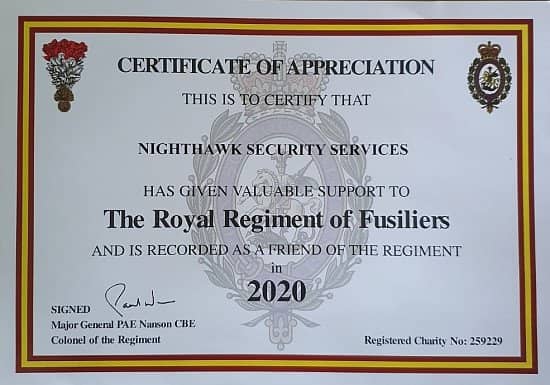 CERTIFICATE OF APPRECIATION
THIS IS TO CERTIFY THAT
NIGHTHAWK SECURITY SERVICES
HAS GIVEN VALUABLE SUPPORT TO
The Royal Regiment of Fusiliers
AND IS RECORDED AS A FRIEND OF THE REGIMENT
in
2020
SIGNED
Major General PAE Nanson CBE
Colonel of the Regiment
Registered Charity No: 259229